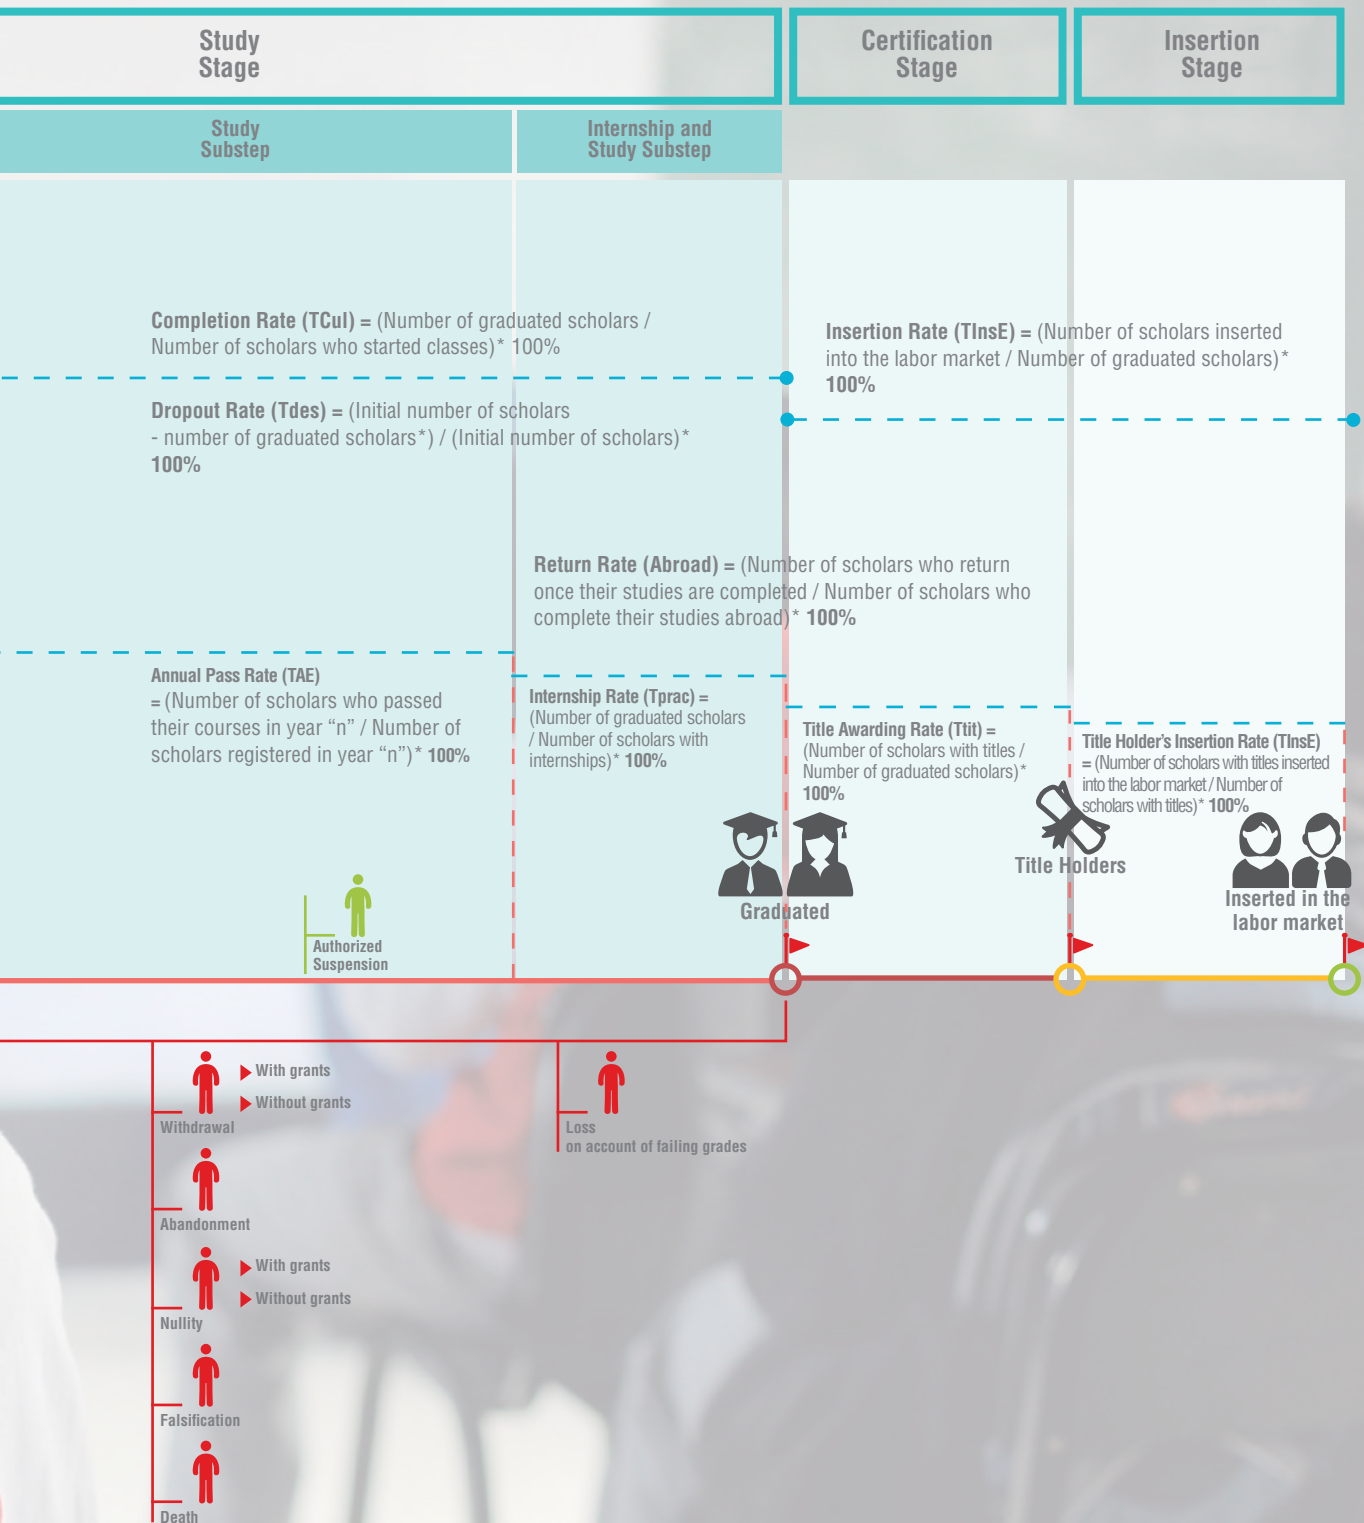 Study
Stage
Certification
Stage
Insertion
Stage
Study
Substep
Internship and
Study Substep
Completion Rate (TCul) = (Number of graduated scholars /
Number of scholars who started classes)* 100%
Dropout Rate (Tdes) = (Initial number of scholars
- number of graduated scholars*) / (Initial number of scholars)*
100%
Insertion Rate (TInsE) = (Number of scholars inserted
into the labor market / Number of graduated scholars)*
100%
Return Rate (Abroad) = (Number of scholars who return
once their studies are completed / Number of scholars who
complete their studies abroad)* 100%
Annual Pass Rate (TAE)
= (Number of scholars who passed
their courses in year “n” / Number of
scholars registered in year “n”)* 100%
Internship Rate (Tprac) =
(Number of graduated scholars
/ Number of scholars with
internships)* 100%
Title Awarding Rate (Ttit) =
(Number of scholars with titles /
Number of graduated scholars)*
100%
Title Holder's Insertion Rate (TInsE)
= (Number of scholars with titles inserted
into the labor market / Number of
scholars with titles)* 100%
Graduated
Title Holders
Inserted in the
labor market
Authorized
Suspension
With grants
Without grants
Withdrawal
Abandonment
With grants
Without grants
Nullity
Falsification
Death
Loss
on account of failing grades